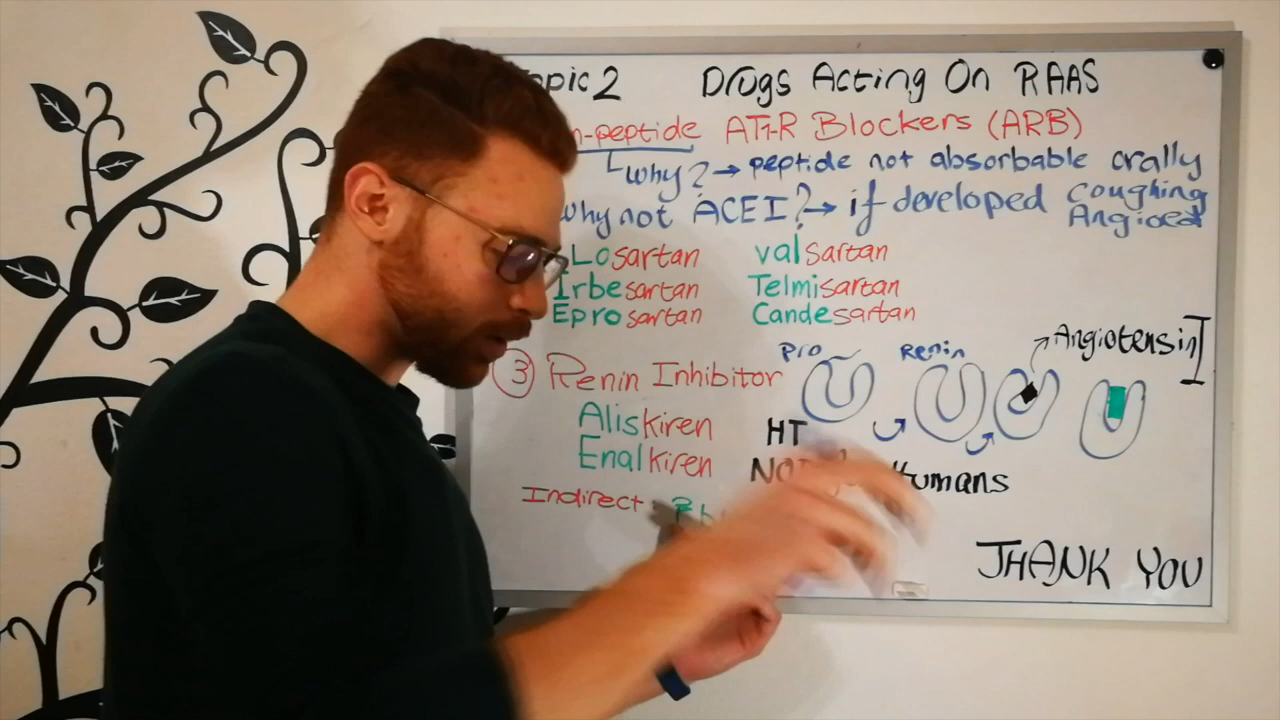 opic 2 Drugs Acting On RAAS
n-peptide AT1-R Blockers (ARB)
why? → peptide not absorbable orally
why not ACEI? → if developed Coughing
Angioed
Losartan valsartan
Irbesartan Telmisartan
Eprosartan Candesartan
Angiotensin I
Pro Renin
3 Renin Inhibitor
Aliskiren HT
Enalkiren Humans
Indirect
THANK YOU